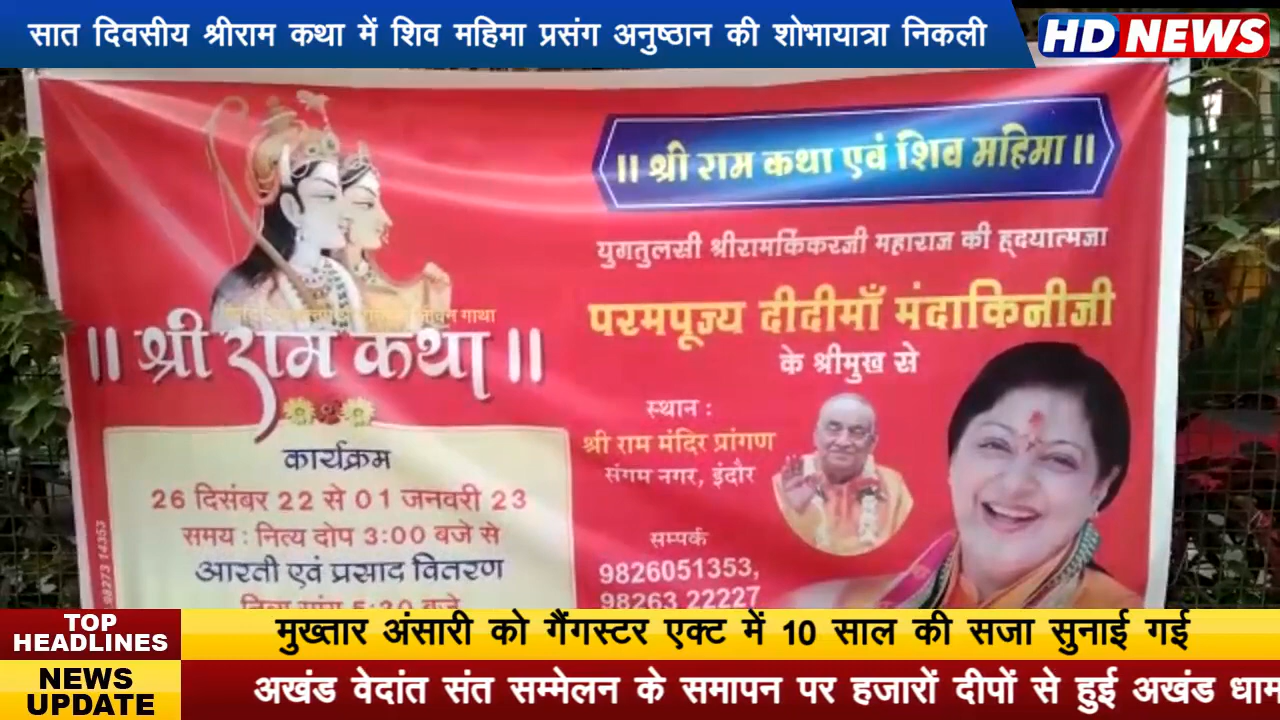 सात दिवसीय श्रीराम कथा में शिव महिमा प्रसंग अनुष्ठान की शोभायात्रा निकली
HD NEWS
॥ श्री राम कथा एवं शिव महिमा ॥
युगतुलसी श्रीरामकिंकरजी महाराज की हृदयात्मजा
परमपूज्य दीदीमाँ मंदाकिनीजी
के श्रीमुख से
गाथा
॥ श्री राम कथा ॥
स्थान :
श्री राम मंदिर प्रांगण
संगम नगर, इंदौर
सम्पर्क
9826051353,
98263 22227
कार्यक्रम
26 दिसंबर 22 से 01 जनवरी 23
समय : नित्य दोप 3:00 बजे से
आरती एवं प्रसाद वितरण
98273 14353
TOP HEADLINES
मुख्तार अंसारी को गैंगस्टर एक्ट में 10 साल की सजा सुनाई गई
NEWS UPDATE
अखंड वेदांत संत सम्मेलन के समापन पर हजारों दीपों से हुई अखंड धाम